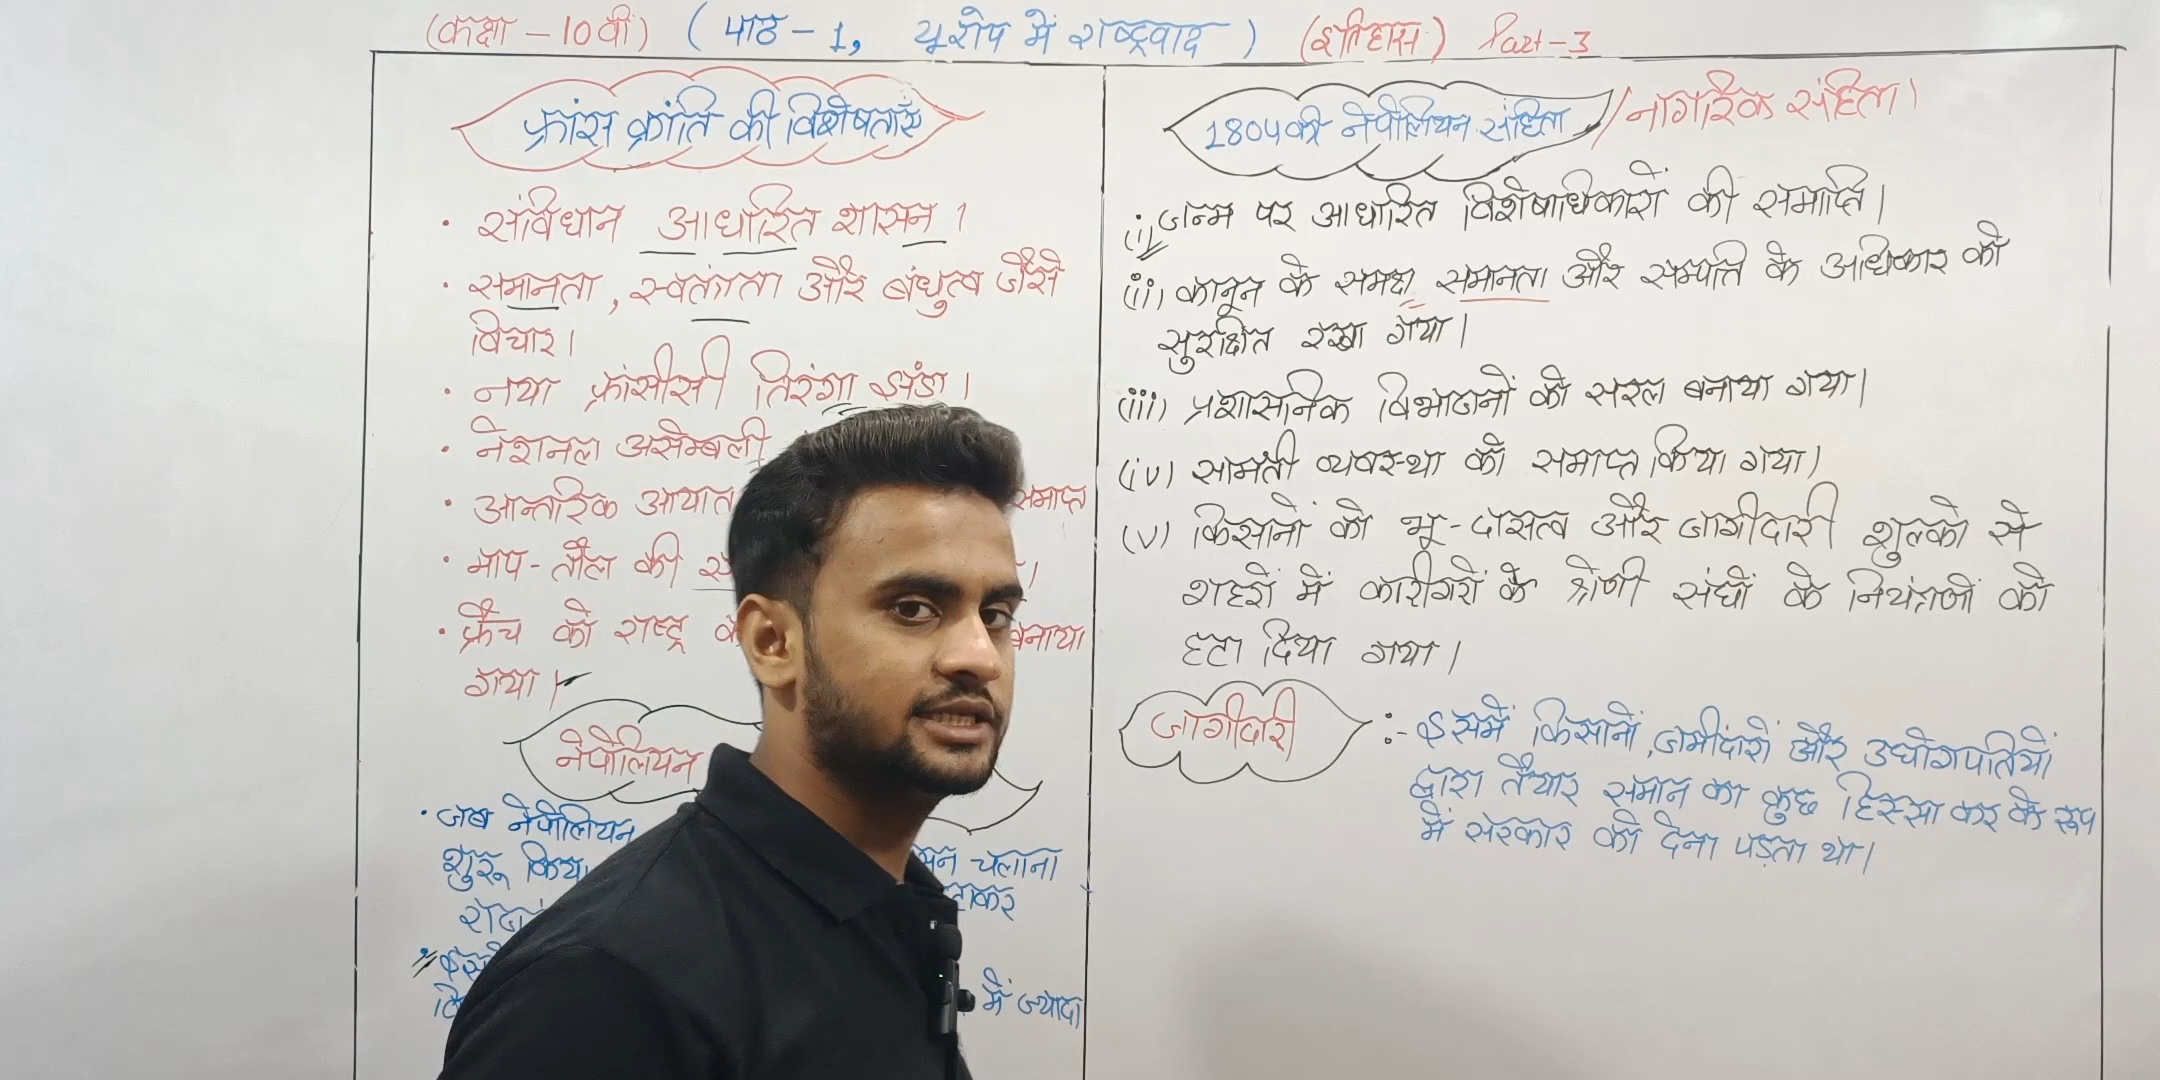 (कक्षा - 10वी) (पाठ - 1, यूरोप में राष्ट्रवाद) (इतिहास) Part-3
फ्रांस क्रांति की विशेषताएँ
• संविधान आधारित शासन।
• समानता, स्वतंत्रता और बंधुत्व जैसे
विचार।
• नया फ्रांसीसी तिरंगा झंडा।
• नेशनल असेम्बली
• आन्तरिक आयात समाप्त
• माप-तौल की
• फ्रैंच को राष्ट्र बनाया
गया।
नेपोलियन
• जब नेपोलियन
शुरू किया चलाना
में ज्यादा
1804 की नेपोलियन संहिता / नागरिक संहिता।
(i) जन्म पर आधारित विशेषाधिकारों की समाप्ति।
(ii) कानून के समक्ष समानता और सम्पति के अधिकार को
सुरक्षित रखा गया।
(iii) प्रशासनिक विभाजनों को सरल बनाया गया।
(iv) सामंती व्यवस्था को समाप्त किया गया।
(v) किसानों को भू-दासत्व और जागीदारी शुल्को से
शहरों में कारीगरों के श्रेणी संघों के नियंत्रणों को
हटा दिया गया।
जागीदारी :- इसमें किसानों, जमींदारों और उद्योगपतियों
द्वारा तैयार समान का कुछ हिस्सा कर के रूप
में सरकार को देना पड़ता था।